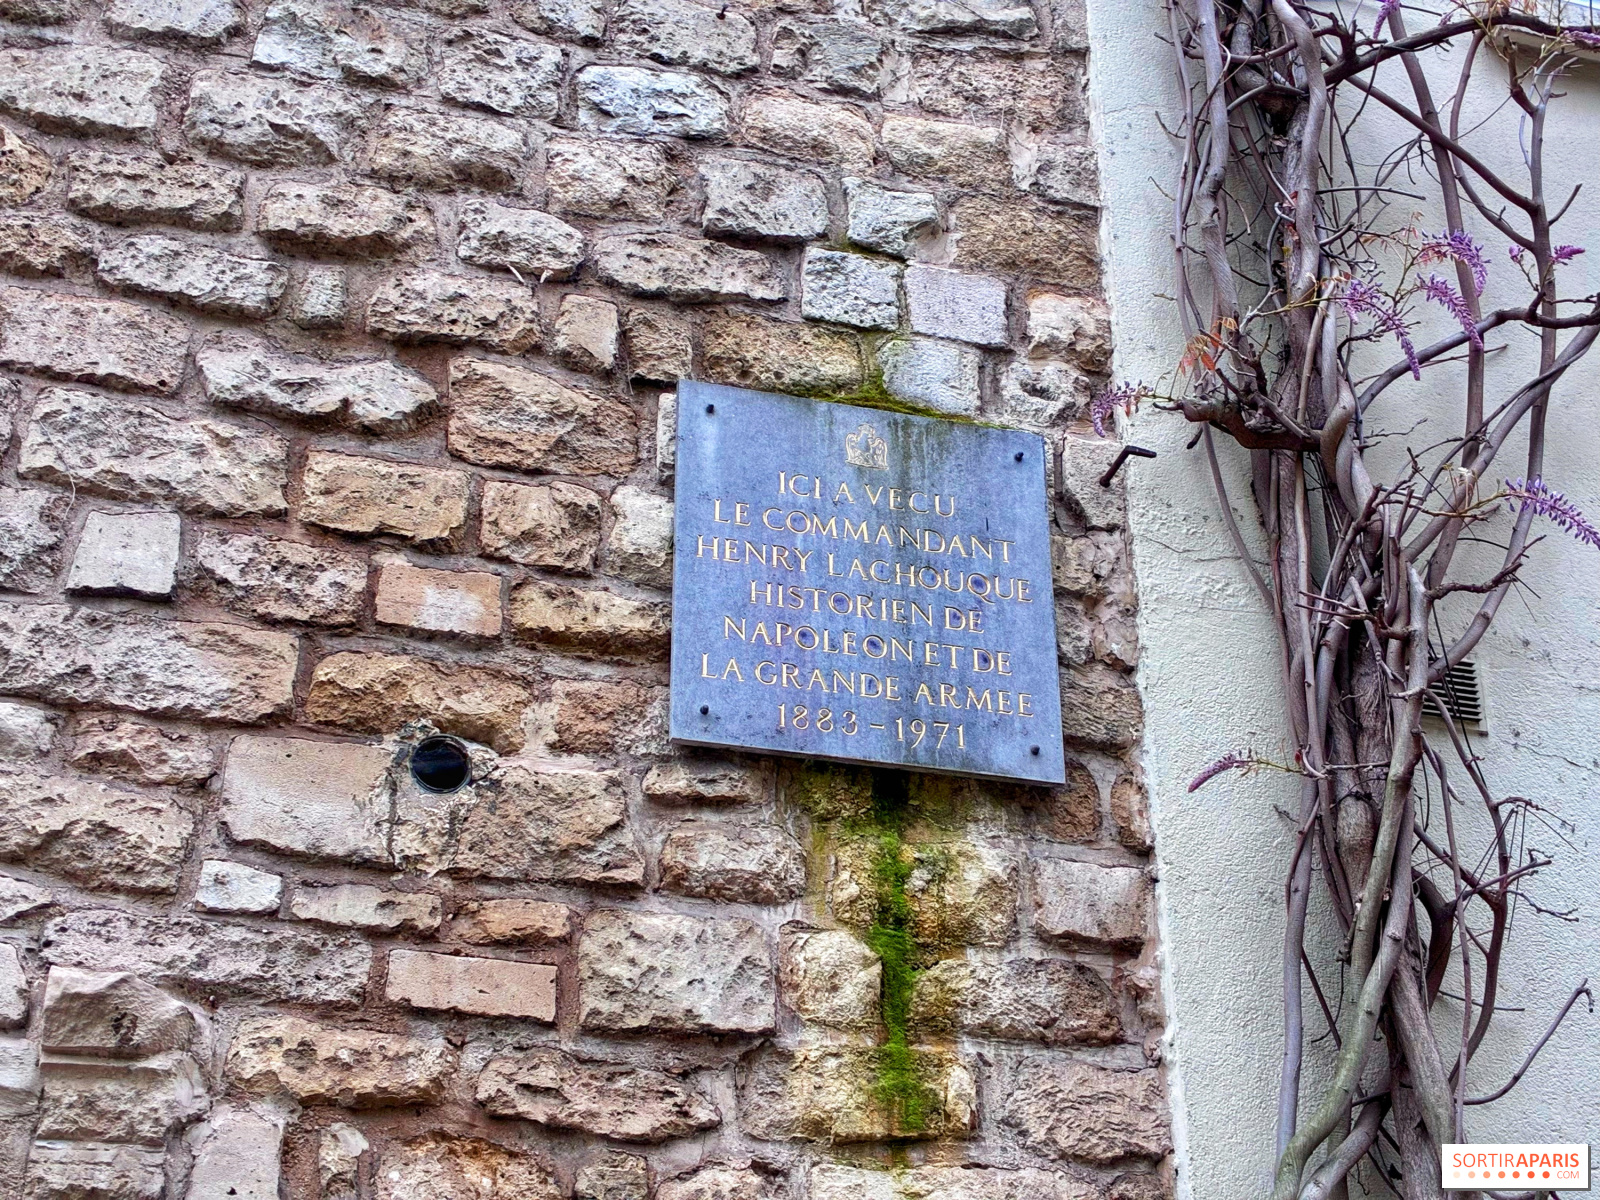 ICI A VECU
LE COMMANDANT
HENRY LACHOUQUE
HISTORIEN DE
NAPOLEON ET DE
LA GRANDE ARMEE
1883 - 1971
SORTIRAPARIS
.COM